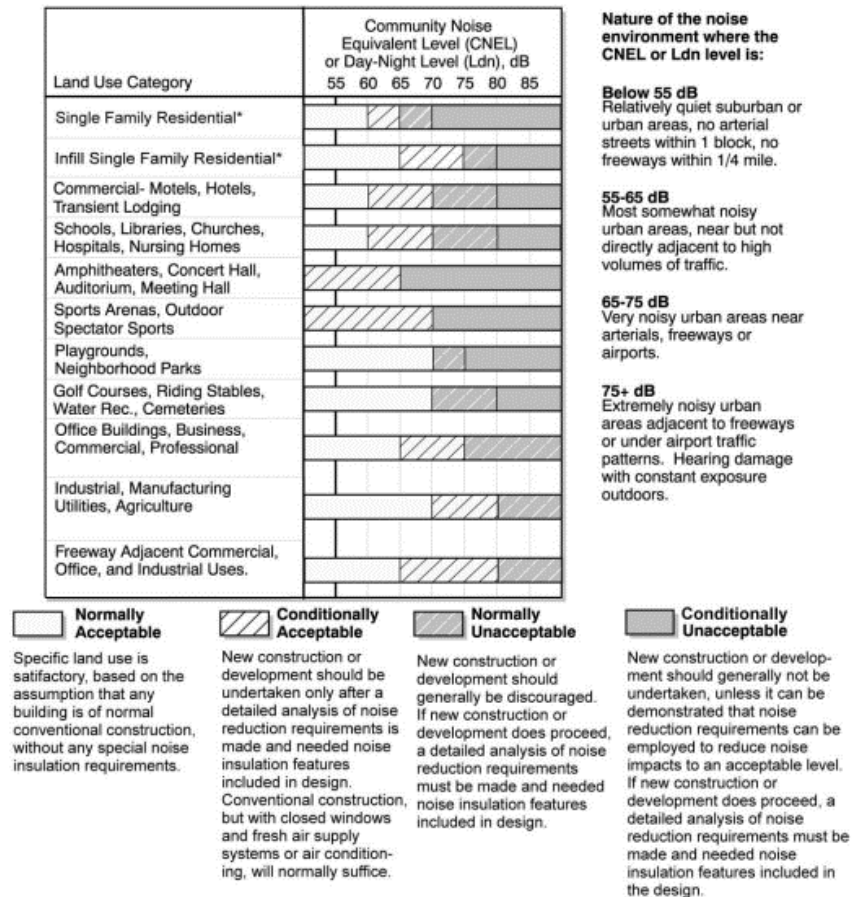 Community Noise
Equivalent Level (CNEL)
or Day-Night Level (Ldn), dB
Land Use Category
55 60 65 70 75 80 85
Single Family Residential*
Infill Single Family Residential*
Commercial- Motels, Hotels,
Transient Lodging
Schools, Libraries, Churches,
Hospitals, Nursing Homes
Amphitheaters, Concert Hall,
Auditorium, Meeting Hall
Sports Arenas, Outdoor
Spectator Sports
Playgrounds,
Neighborhood Parks
Golf Courses, Riding Stables,
Water Rec., Cemeteries
Office Buildings, Business,
Commercial, Professional
Industrial, Manufacturing
Utilities, Agriculture
Freeway Adjacent Commercial,
Office, and Industrial Uses.
Nature of the noise
environment where the
CNEL or Ldn level is:
Below 55 dB
Relatively quiet suburban or
urban areas, no arterial
streets within 1 block, no
freeways within 1/4 mile.
55-65 dB
Most somewhat noisy
urban areas, near but not
directly adjacent to high
volumes of traffic.
65-75 dB
Very noisy urban areas near
arterials, freeways or
airports.
75+ dB
Extremely noisy urban
areas adjacent to freeways
or under airport traffic
patterns. Hearing damage
with constant exposure
outdoors.
Normally
Acceptable
Specific land use is
satifactory, based on the
assumption that any
building is of normal
conventional construction,
without any special noise
insulation requirements.
Conditionally
Acceptable
New construction or
development should be
undertaken only after a
detailed analysis of noise
reduction requirements is
made and needed noise
insulation features
included in design.
Conventional construction,
but with closed windows
and fresh air supply
systems or air condition-
ing, will normally suffice.
Normally
Unacceptable
New construction or
development should
generally be discouraged.
If new construction or
development does proceed,
a detailed analysis of noise
reduction requirements
must be made and needed
noise insulation features
included in design.
Conditionally
Unacceptable
New construction or develop-
ment should generally not be
undertaken, unless it can be
demonstrated that noise
reduction requirements can be
employed to reduce noise
impacts to an acceptable level.
If new construction or
development does proceed, a
detailed analysis of noise
reduction requirements must be
made and needed noise
insulation features included in
the design.